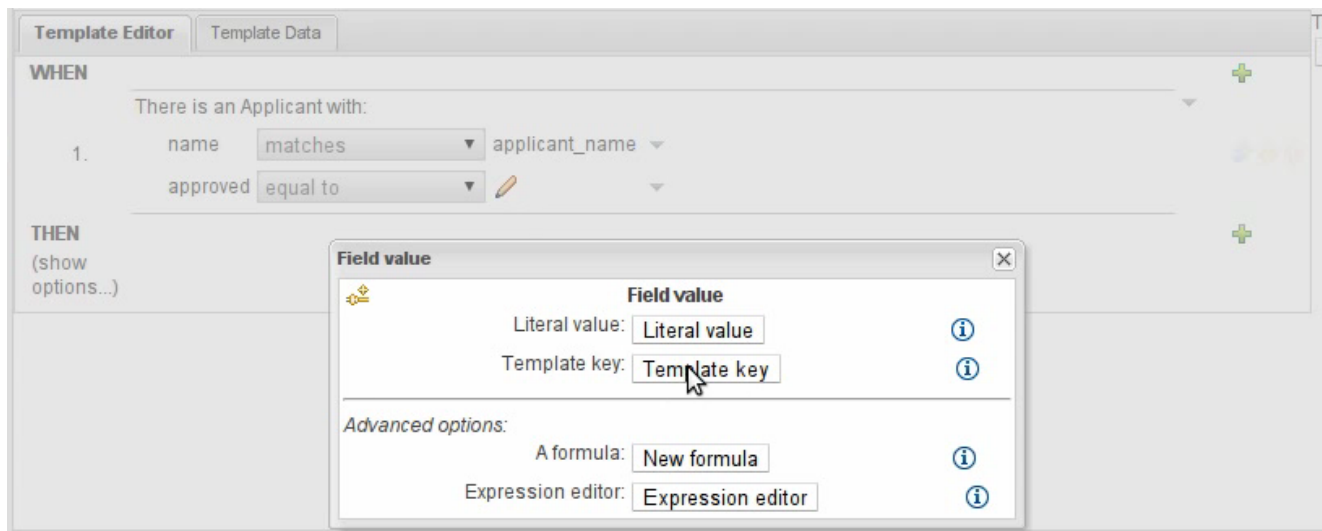 Template Editor Template Data
T
WHEN
There is an Applicant with:
1. name matches applicant_name
approved equal to
THEN
(show
options...)
Field value
Field value
Literal value: Literal value
Template key: Template key
Advanced options:
A formula: New formula
Expression editor: Expression editor